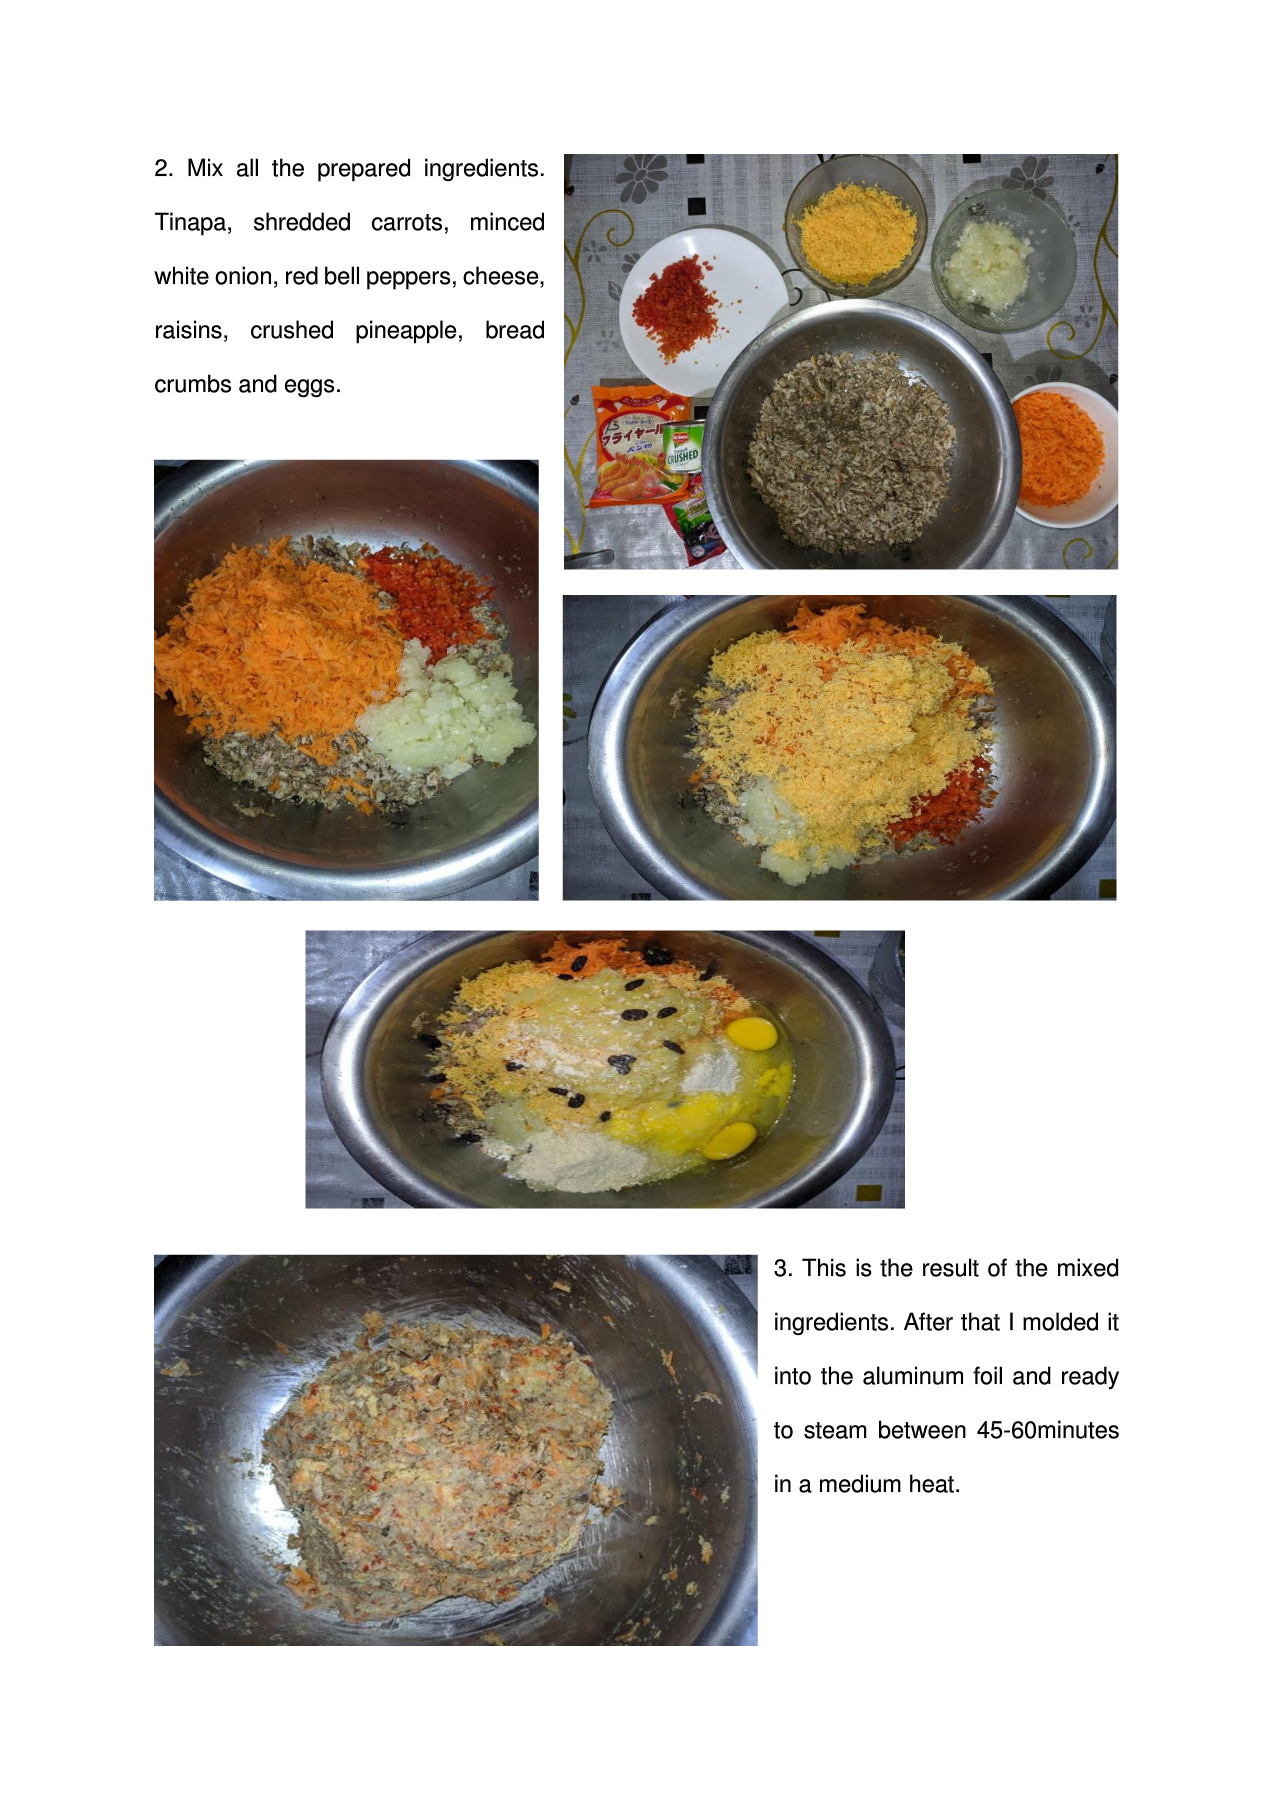 2. Mix all the prepared ingredients.
Tinapa, shredded carrots, minced
white onion, red bell peppers, cheese,
raisins, crushed pineapple, bread
crumbs and eggs.
フライヤール
パン粉
CRUSHED
3. This is the result of the mixed
ingredients. After that I molded it
into the aluminum foil and ready
to steam between 45-60minutes
in a medium heat.